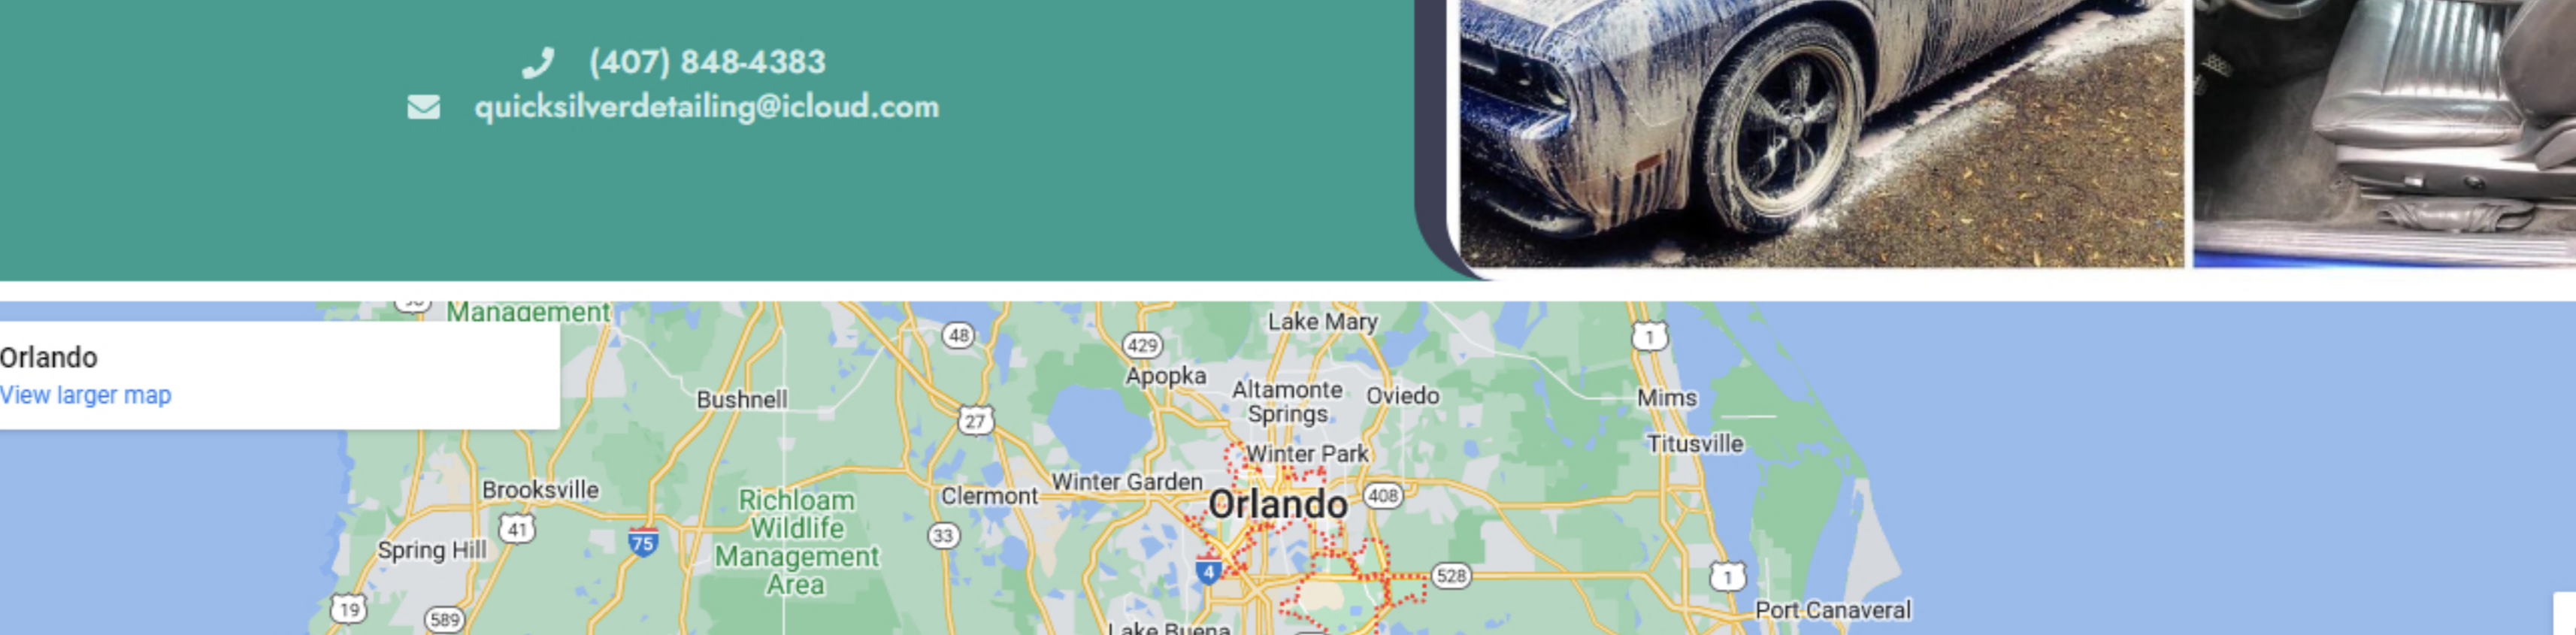 (407) 848-4383
quicksilverdetailing@icloud.com
Management
Orlando
View larger map
48
429
Lake Mary
1
Apopka
Altamonte
Springs
Oviedo
Bushnell
Mims
27
Titusville
Winter Park
Brooksville
Richloam
Wildlife
Management
Area
Clermont
Winter Garden
Orlando
408
41
75
33
Spring Hill
4
528
1
19
589
Port Canaveral
Lake Buena